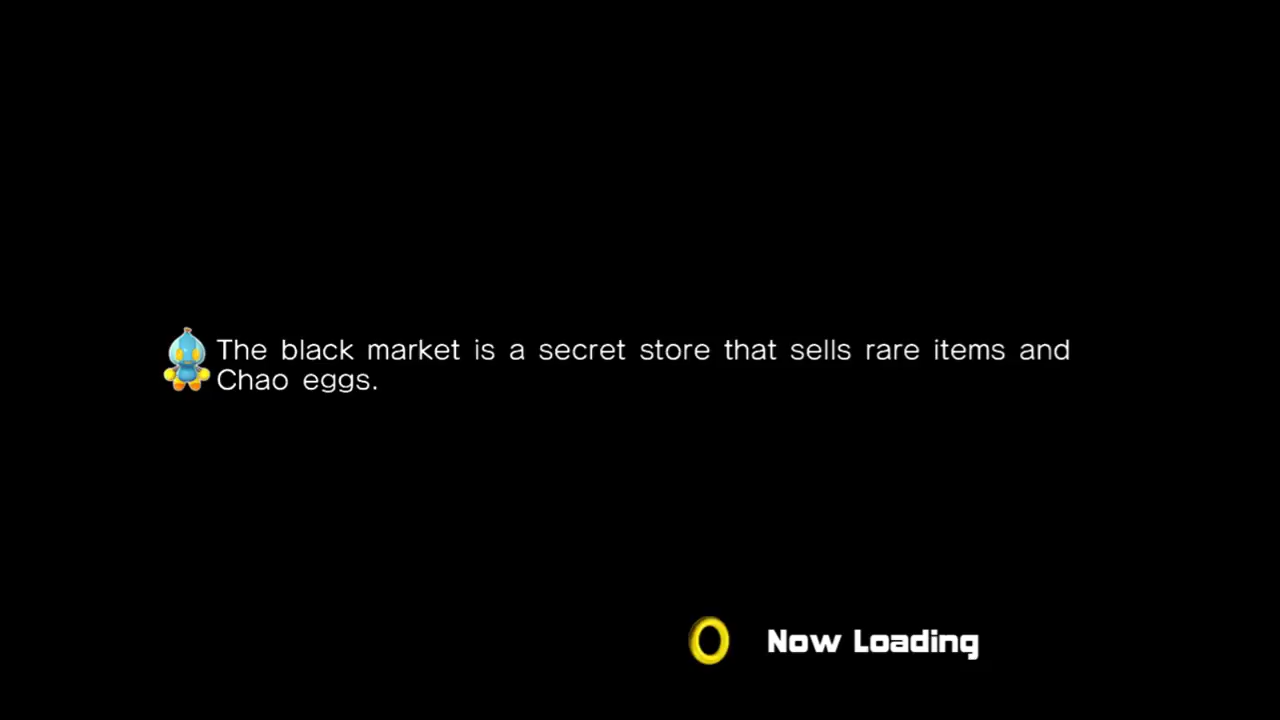 The black market is a secret store that sells rare items and
Chao eggs.
Now Loading